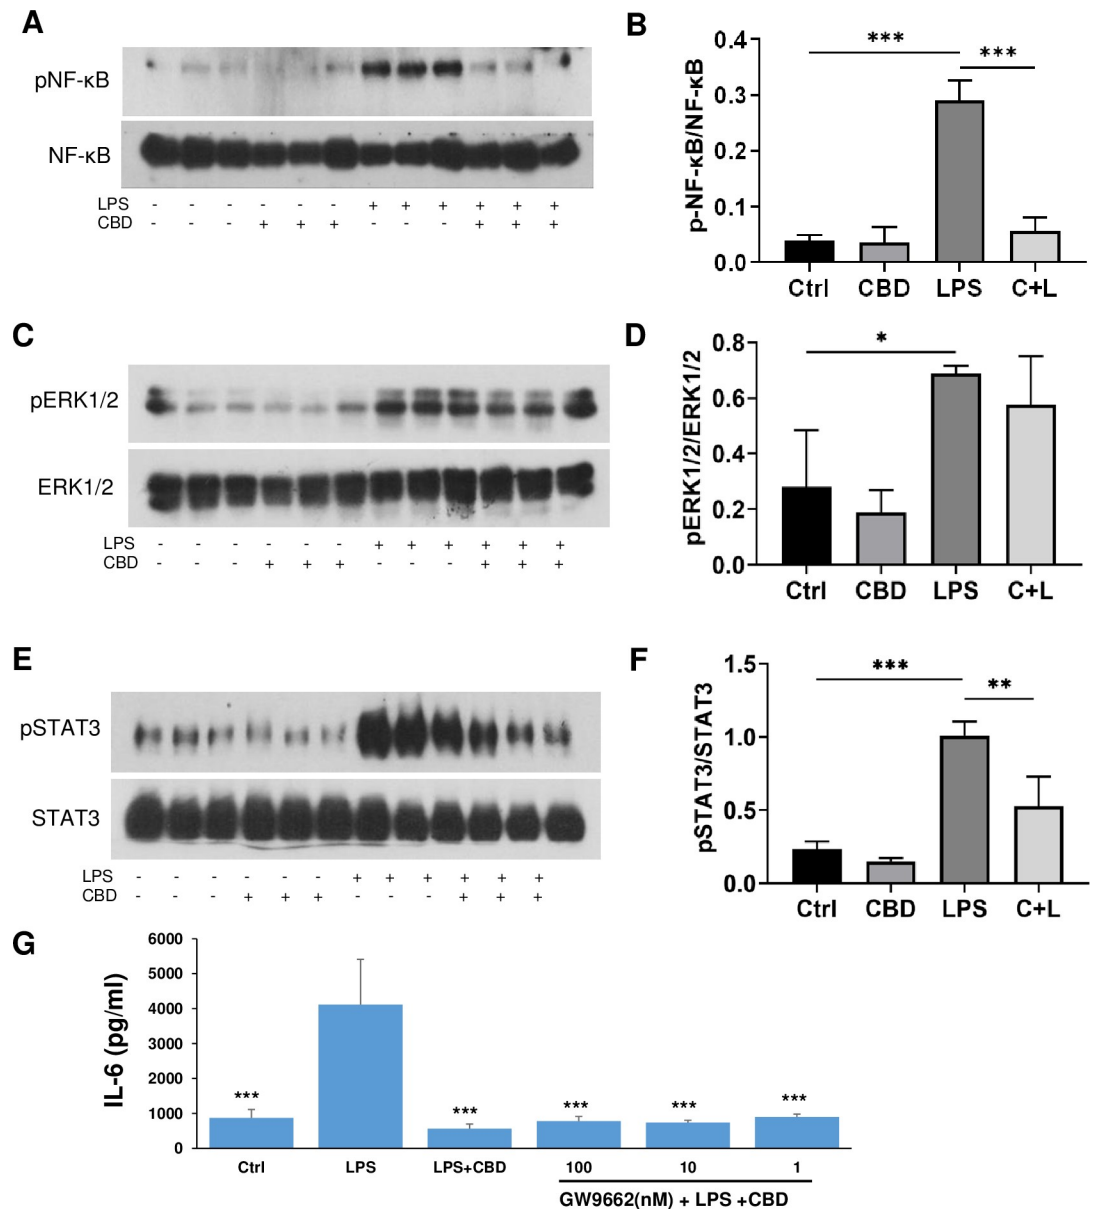 A
pNF-κB
NF-κB
LPS - - - - - - + + + + + +
CBD - - - + + + - - - + + +
B
p-NF-κB/NF-κB
0.4
0.3
0.2
0.1
0.0
***
***
Ctrl CBD LPS C+L
C
pERK1/2
ERK1/2
LPS - - - - - - + + + + + +
CBD - - - + + + - - - + + +
D
pERK1/2/ERK1/2
0.8
0.6
0.4
0.2
0.0
*
Ctrl CBD LPS C+L
E
pSTAT3
STAT3
LPS - - - - - - + + + + + +
CBD - - - + + + - - - + + +
F
pSTAT3/STAT3
1.5
1.0
0.5
0.0
***
**
Ctrl CBD LPS C+L
G
IL-6 (pg/ml)
6000
5000
4000
3000
2000
1000
0
*** *** *** *** ***
Ctrl LPS LPS+CBD 100 10 1
GW9662(nM) + LPS +CBD